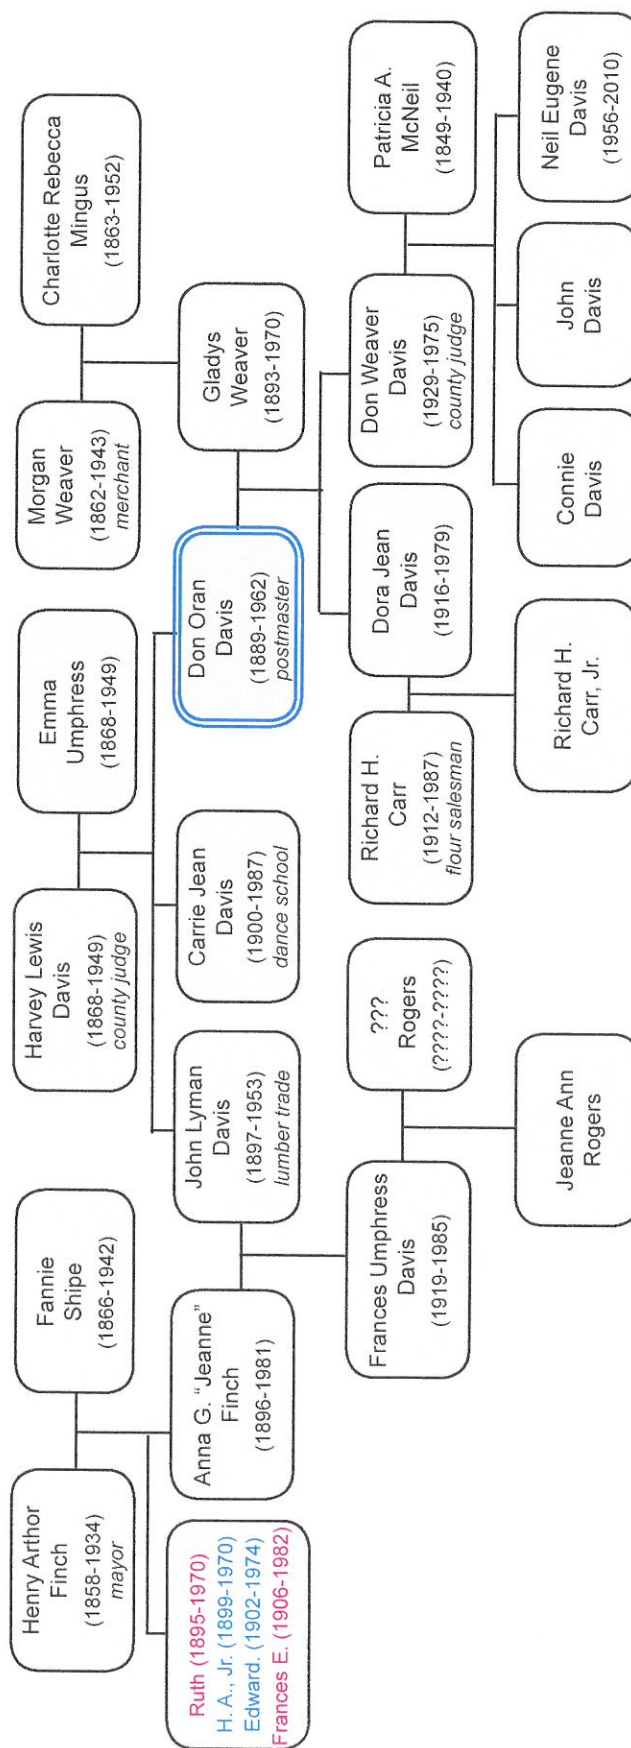 Henry Arthor
Finch
(1858-1934)
mayor
Fannie
Shipe
(1866-1942)
Harvey Lewis
Davis
(1868-1949)
county judge
Emma
Umphress
(1868-1949)
Morgan
Weaver
(1862-1943)
merchant
Charlotte Rebecca
Mingus
(1863-1952)
Ruth (1895-1970)
H. A., Jr. (1899-1970)
Edward. (1902-1974)
Frances E. (1906-1982)
Anna G. “Jeanne”
Finch
(1896-1981)
John Lyman
Davis
(1897-1953)
lumber trade
Carrie Jean
Davis
(1900-1987)
dance school
Don Oran
Davis
(1889-1962)
postmaster
Gladys
Weaver
(1893-1970)
Frances Umphress
Davis
(1919-1985)
???
Rogers
(????-????)
Richard H.
Carr
(1912-1987)
flour salesman
Dora Jean
Davis
(1916-1979)
Don Weaver
Davis
(1929-1975)
county judge
Patricia A.
McNeil
(1849-1940)
Jeanne Ann
Rogers
Richard H.
Carr, Jr.
Connie
Davis
John
Davis
Neil Eugene
Davis
(1956-2010)